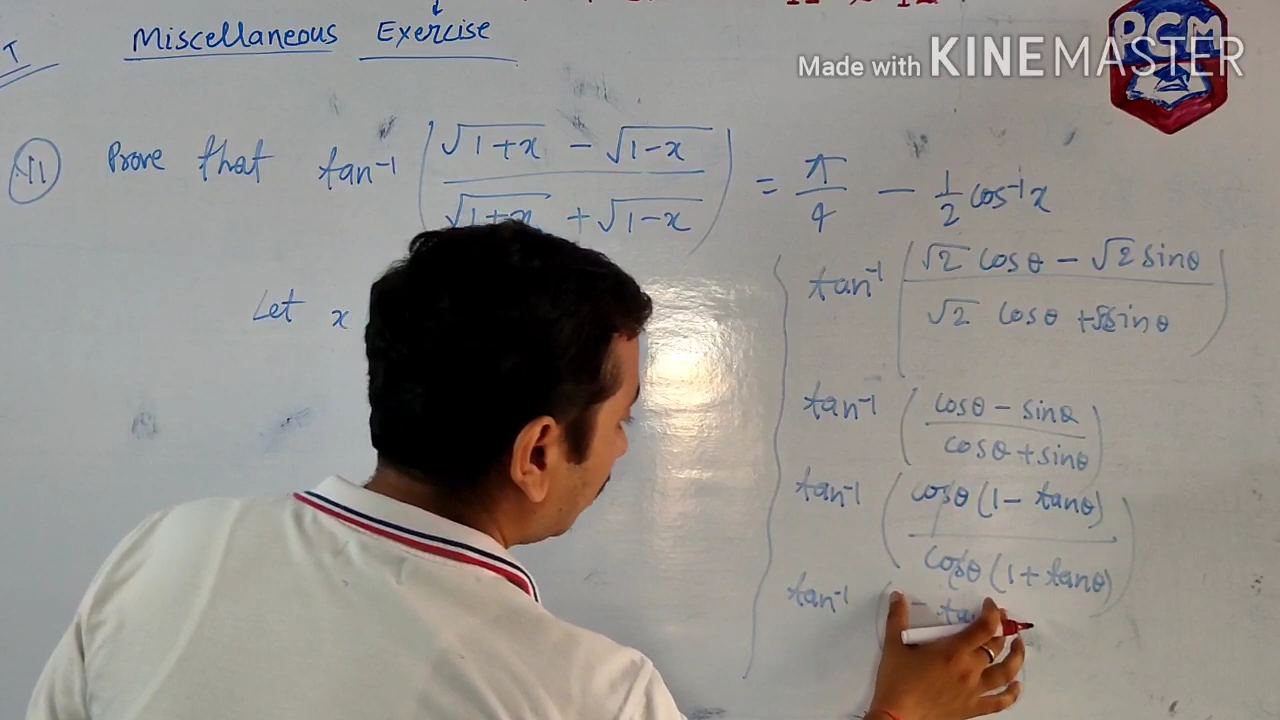 Miscellaneous Exercise
PCM
Made with KINEMASTER
11 Prove that tan⁻¹ ( (√1+x − √1−x) / (√1+x + √1−x) ) = π/4 − 1/2 cos⁻¹x
Let x
tan⁻¹ ( (√2 cosθ − √2 sinθ) / (√2 cosθ + sinθ) )
tan⁻¹ ( (cosθ − sinθ) / (cosθ + sinθ) )
tan⁻¹ ( cosθ (1 − tanθ) / cosθ (1 + tanθ) )
tan⁻¹ ( − ta